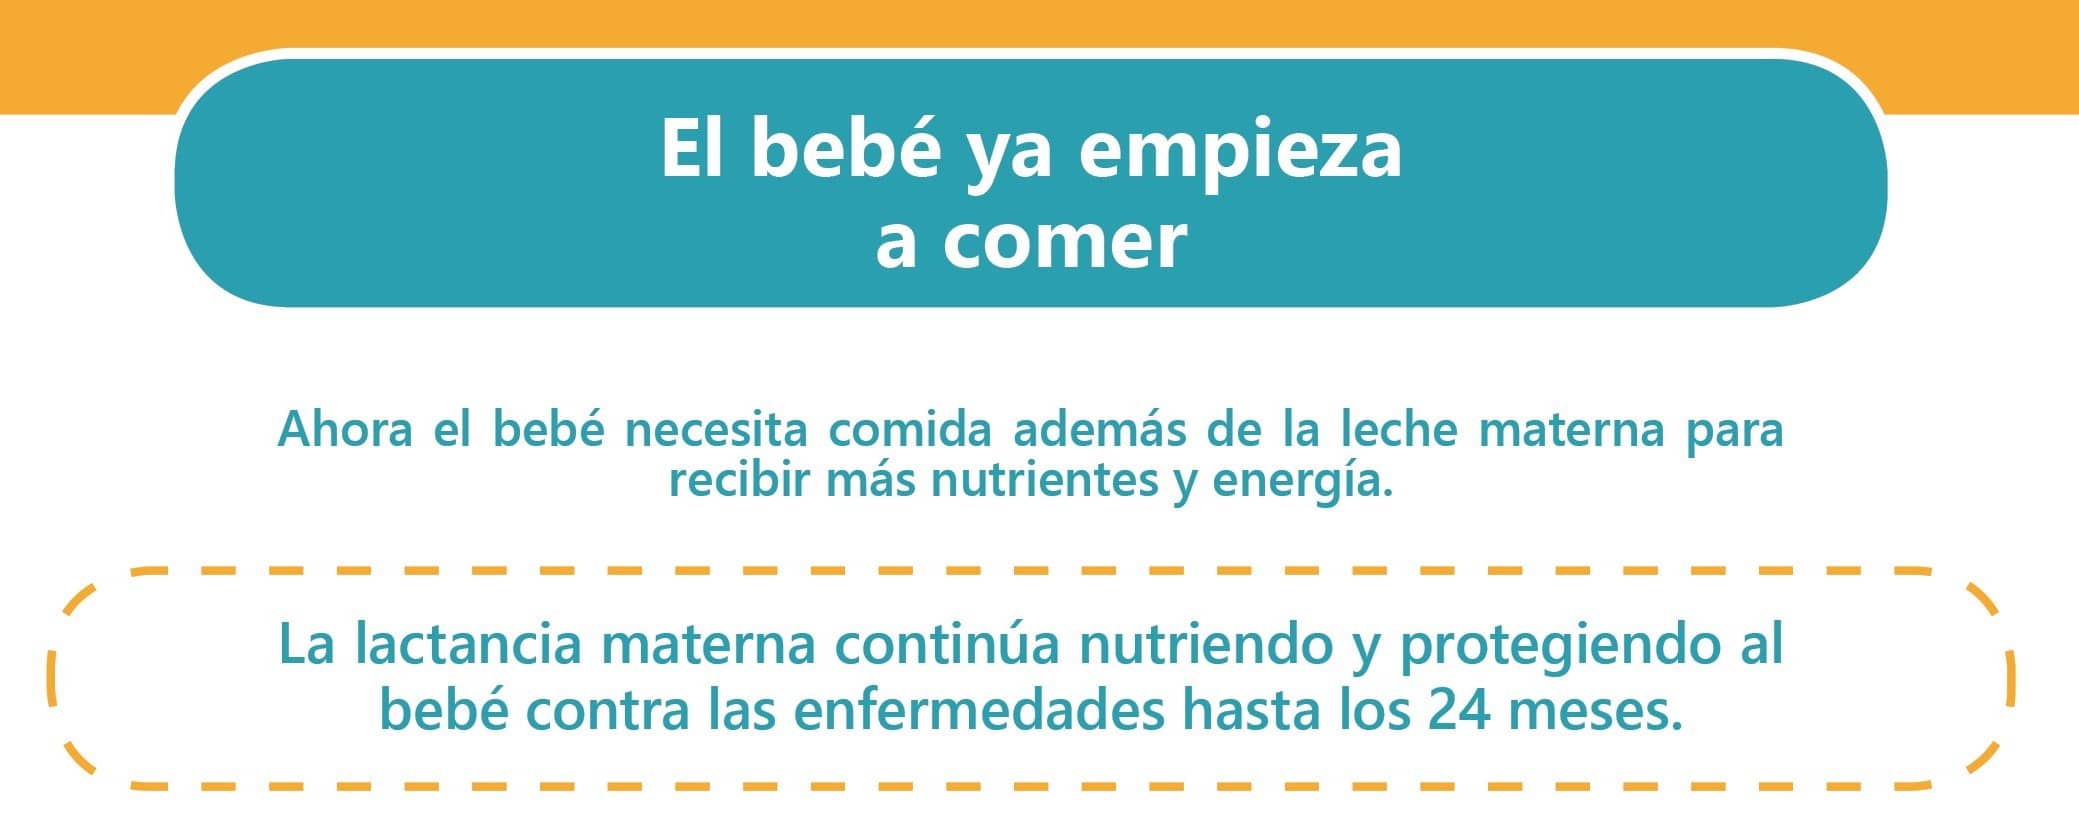 El bebé ya empieza
a comer
Ahora el bebé necesita comida además de la leche materna para
recibir más nutrientes y energía.
La lactancia materna continúa nutriendo y protegiendo al
bebé contra las enfermedades hasta los 24 meses.